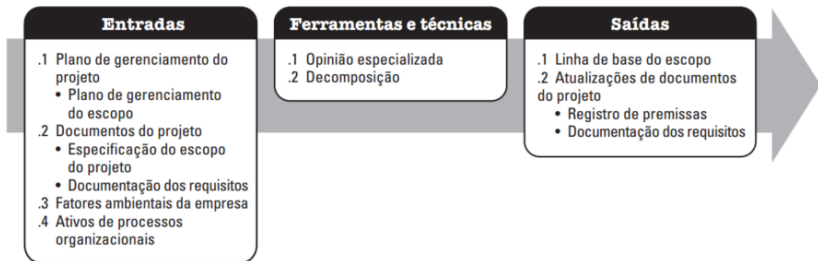 Entradas
.1 Plano de gerenciamento do
projeto
• Plano de gerenciamento
do escopo
.2 Documentos do projeto
• Especificação do escopo
do projeto
• Documentação dos requisitos
.3 Fatores ambientais da empresa
.4 Ativos de processos
organizacionais
Ferramentas e técnicas
.1 Opinião especializada
.2 Decomposição
Saídas
.1 Linha de base do escopo
.2 Atualizações de documentos
do projeto
• Registro de premissas
• Documentação dos requisitos